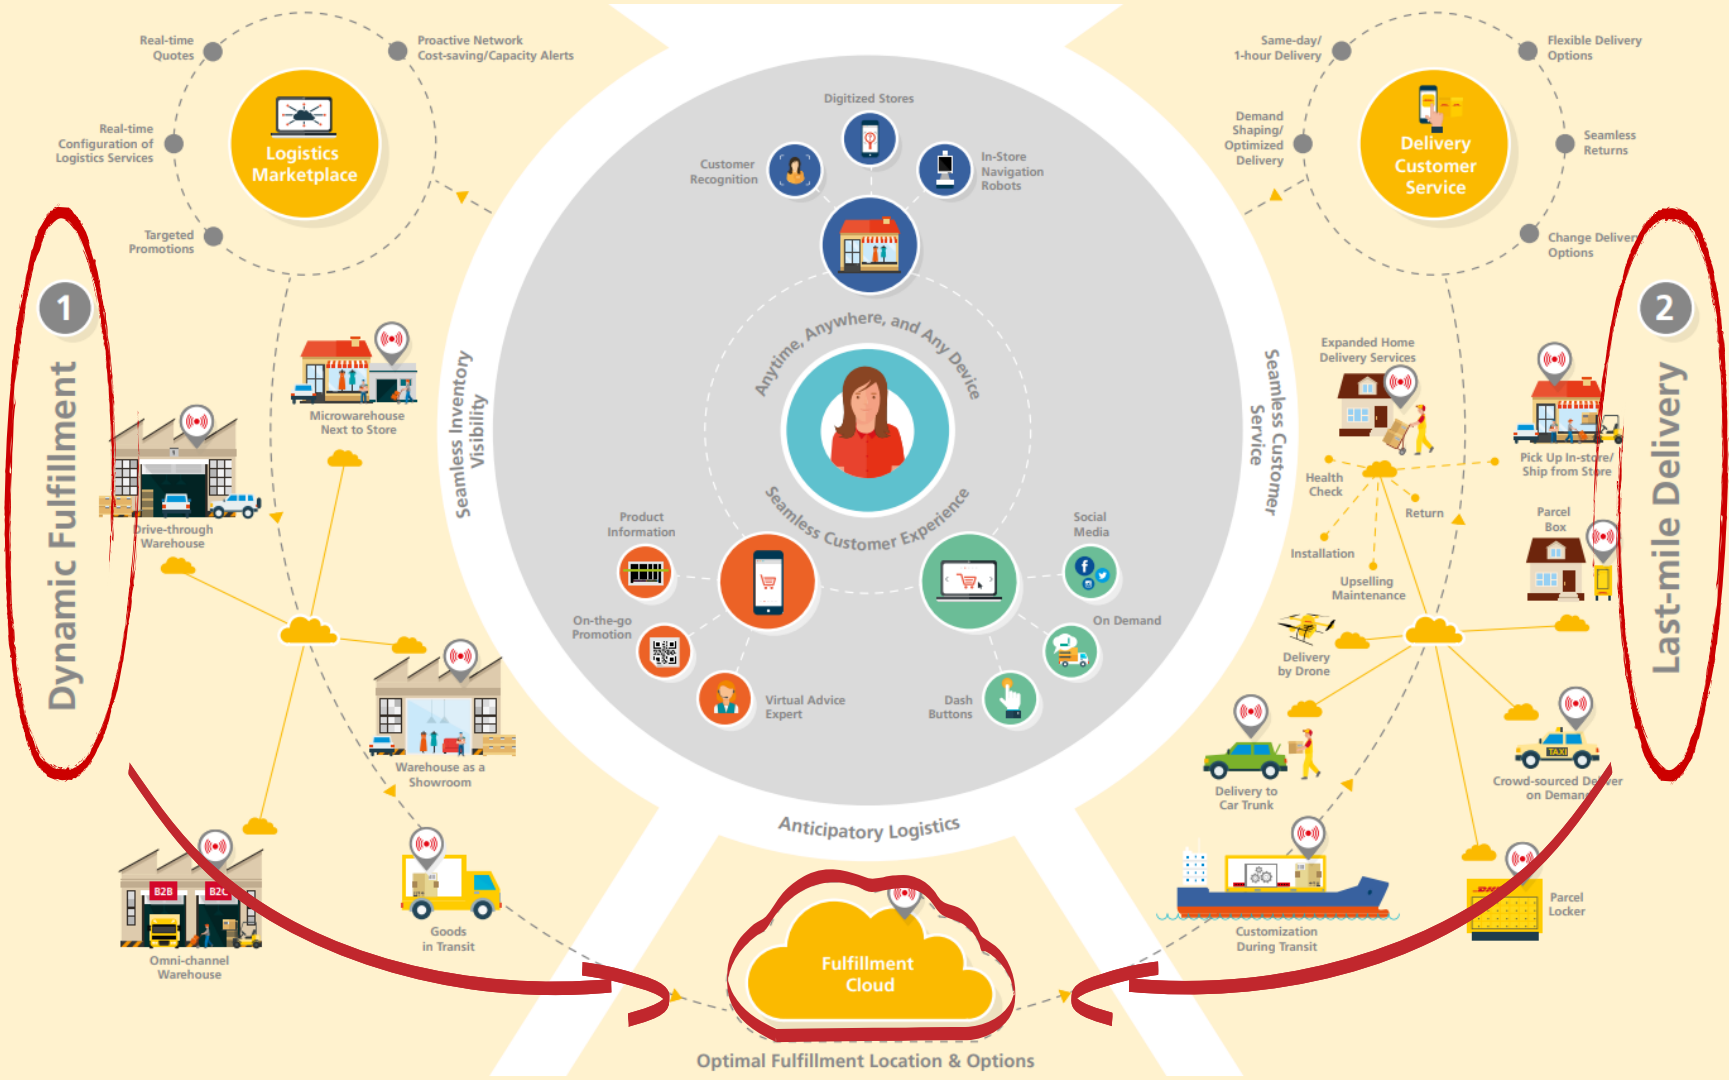 Real-time
Quotes
Proactive Network
Cost-saving/Capacity Alerts
Real-time
Configuration of
Logistics Services
Logistics
Marketplace
Targeted
Promotions
1
Dynamic Fulfillment
Microwarehouse
Next to Store
Drive-through
Warehouse
Warehouse as a
Showroom
B2B
B2C
Omni-channel
Warehouse
Goods
in Transit
Seamless Inventory
Visibility
Digitized Stores
Customer
Recognition
In-Store
Navigation
Robots
Anytime, Anywhere, and Any Device
Seamless Customer Experience
Product
Information
On-the-go
Promotion
Virtual Advice
Expert
Social
Media
On Demand
Dash
Buttons
Anticipatory Logistics
Fulfillment
Cloud
Optimal Fulfillment Location & Options
Seamless Customer
Service
Same-day/
1-hour Delivery
Flexible Delivery
Options
Demand
Shaping/
Optimized
Delivery
Delivery
Customer
Service
Seamless
Returns
Change Delivery
Options
2
Last-mile Delivery
Expanded Home
Delivery Services
Pick Up In-store/
Ship from Store
Health
Check
Return
Installation
Upselling
Maintenance
Parcel
Box
Delivery
by Drone
Delivery to
Car Trunk
TAXI
Crowd-sourced Deliver
on Demand
Customization
During Transit
Parcel
Locker